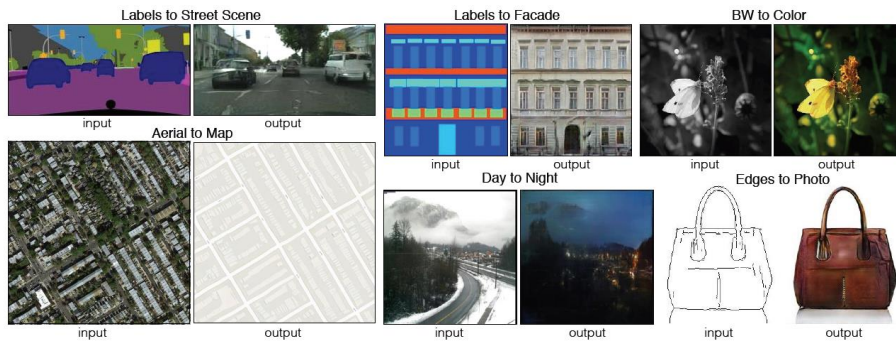 Labels to Street Scene
input
output
Aerial to Map
input
output
Labels to Facade
input
output
BW to Color
input
output
Day to Night
input
output
Edges to Photo
input
output